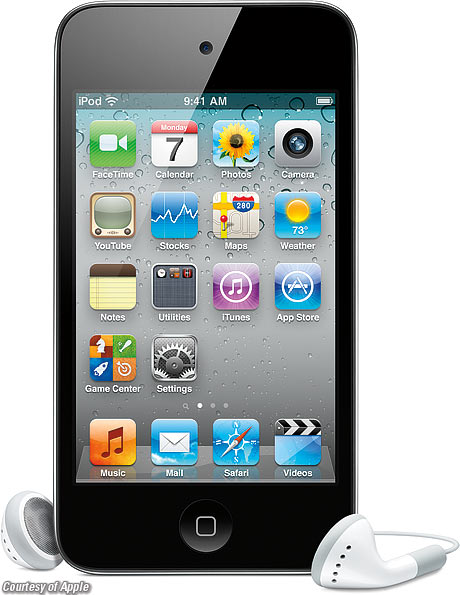 iPod 9:41 AM
Monday
7
FaceTime Calendar Photos Camera
280
73°
YouTube Stocks Maps Weather
Notes Utilities iTunes App Store
Game Center Settings
Music Mail Safari Videos
Courtesy of Apple